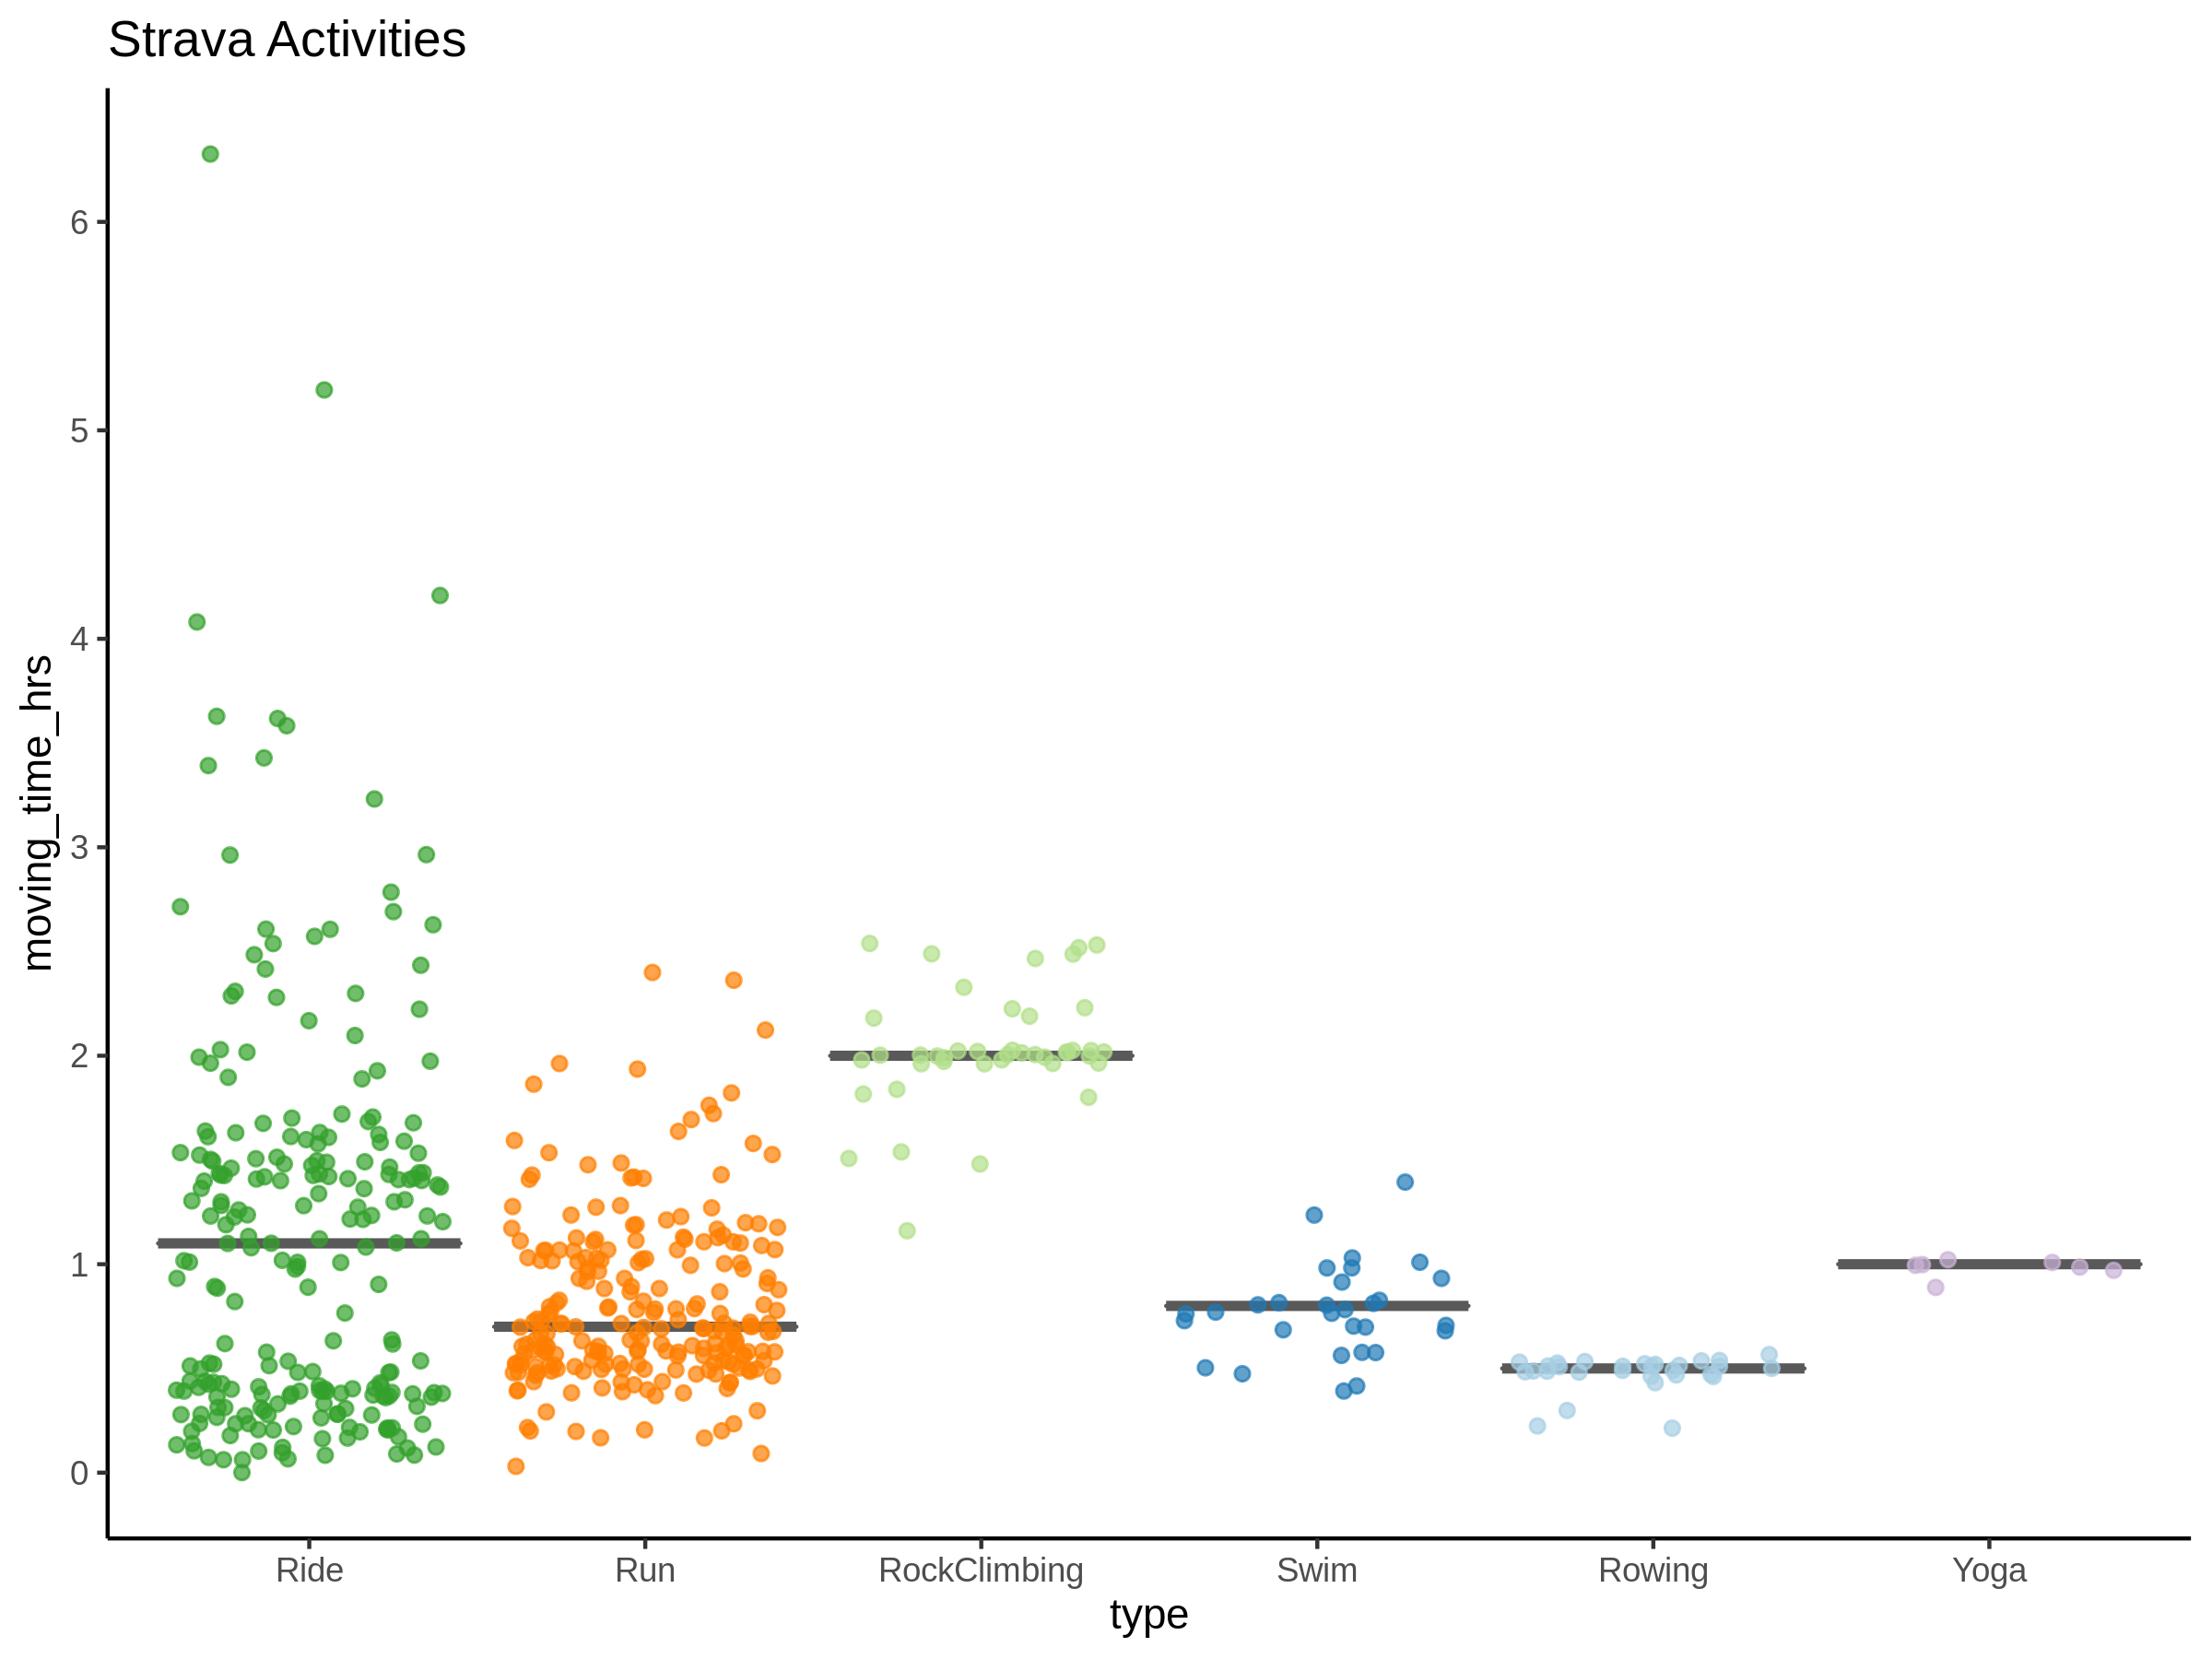 Strava Activities
moving_time_hrs
6
5
4
3
2
1
0
Ride Run RockClimbing Swim Rowing Yoga
type